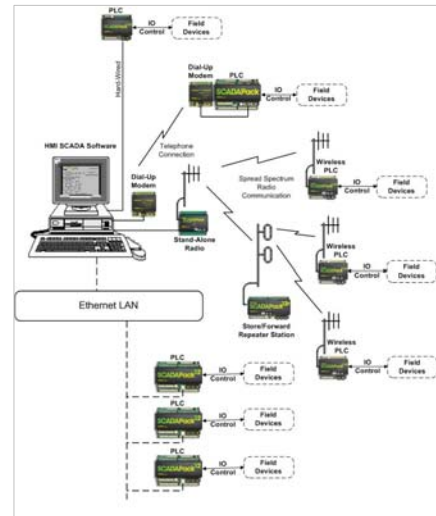 PLC
IO
Control
Field
Devices
Hard-Wired
Dial-Up
Modem
PLC
SCADAPack
IO
Control
Field
Devices
Telephone
Connection
HMI SCADA Software
Dial-Up
Modem
Stand-Alone
Radio
Spread Spectrum
Radio
Communication
Wireless
PLC
IO
Control
Field
Devices
Wireless
PLC
IO
Control
Field
Devices
Store/Forward
Repeater Station
Wireless
PLC
IO
Control
Field
Devices
Ethernet LAN
PLC
SCADAPack
IO
Control
Field
Devices
PLC
SCADAPack
IO
Control
Field
Devices
PLC
SCADAPack
IO
Control
Field
Devices